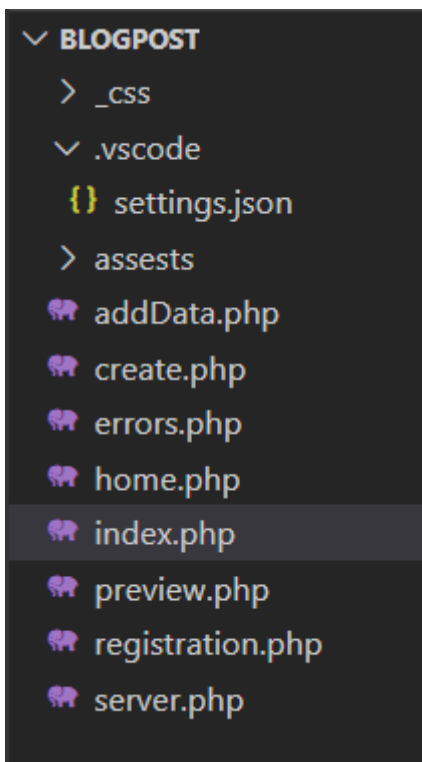 BLOGPOST
_css
.vscode
{} settings.json
assests
addData.php
create.php
errors.php
home.php
index.php
preview.php
registration.php
server.php